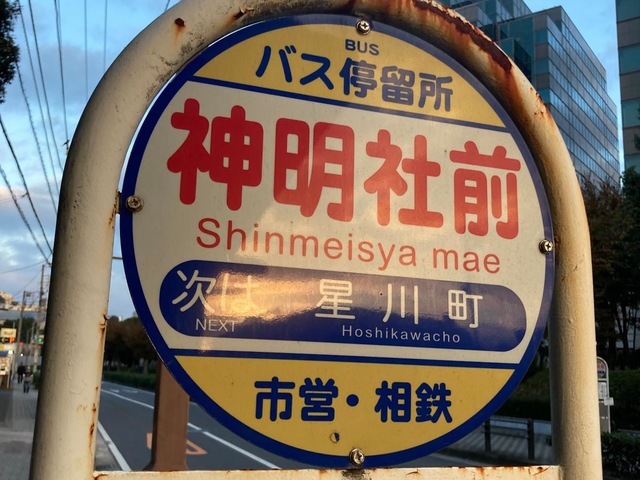 BUS
バス停留所
神明社前
Shinmeisya mae
次は 星川町
NEXT Hoshikawacho
市営・相鉄